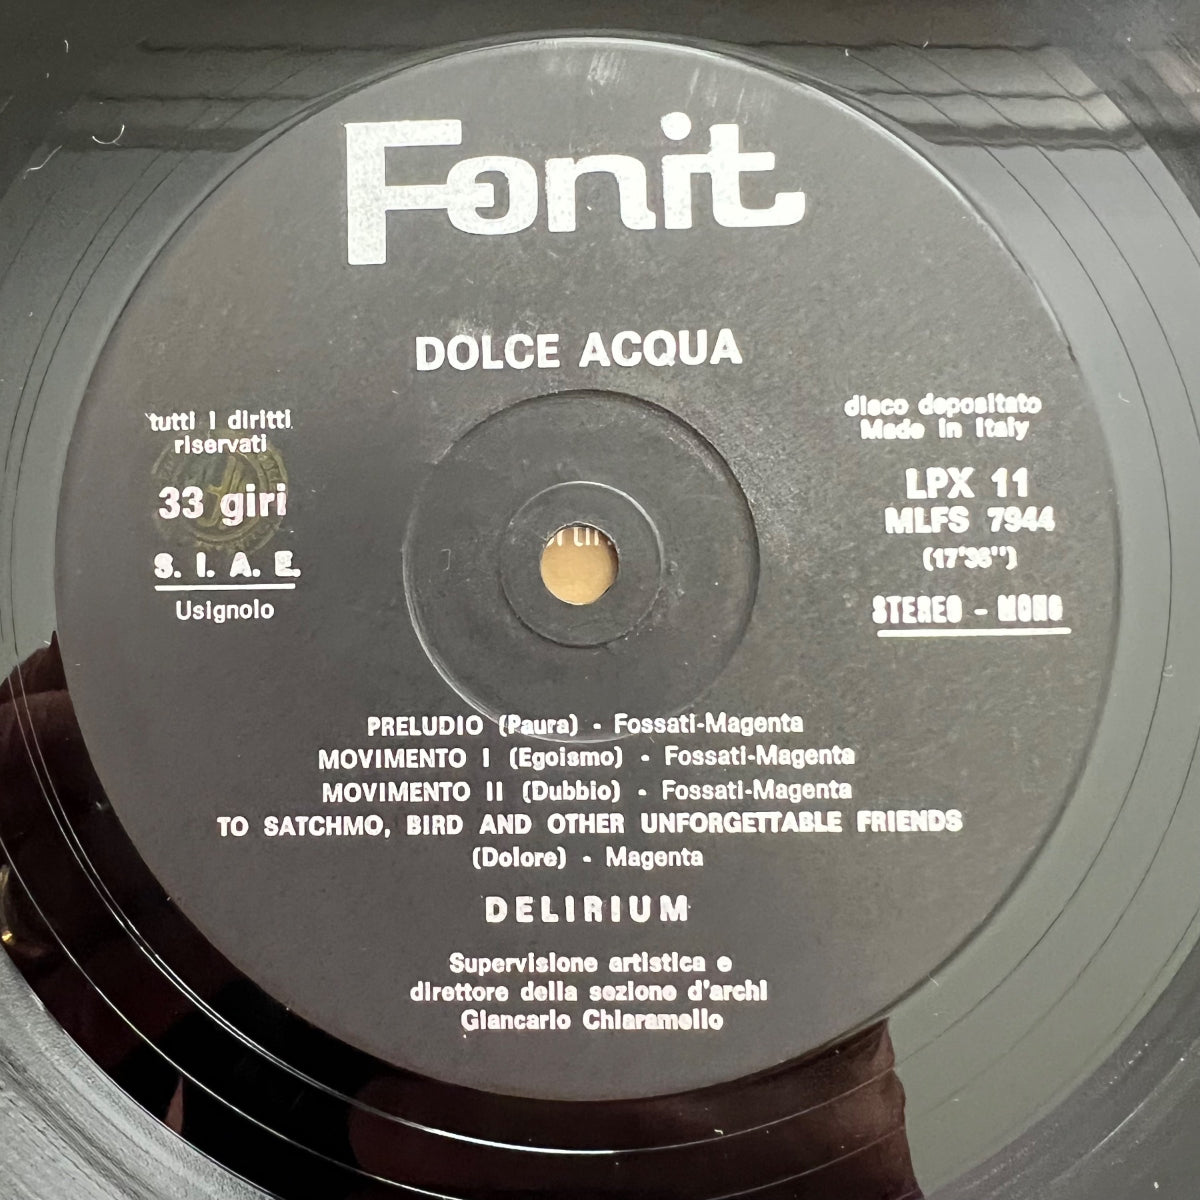 Fonit
DOLCE ACQUA
tutti i diritti
riservati
33 giri
S. I. A. E.
Usignolo
disco depositato
Made in Italy
LPX 11
MLFS 7944
(17'36'')
STEREO - MONO
PRELUDIO (Paura) - Fossati-Magenta
MOVIMENTO I (Egoismo) - Fossati-Magenta
MOVIMENTO II (Dubbio) - Fossati-Magenta
TO SATCHMO, BIRD AND OTHER UNFORGETTABLE FRIENDS
(Dolore) - Magenta
DELIRIUM
Supervisione artistica e
direttore della sezione d'archi
Giancarlo Chiaramello